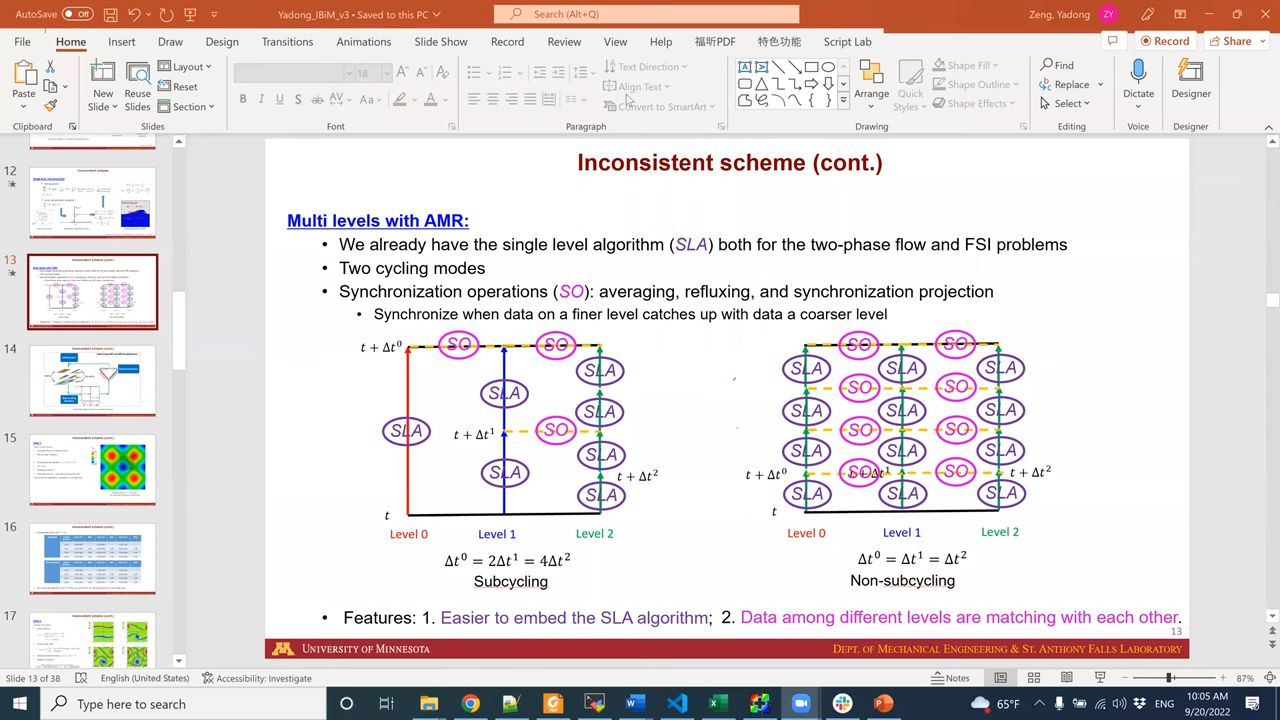 AutoSave Off Yadong_IBiM_v3 Search (Alt+Q) Zeng, Yadong ZY
File Home Insert Draw Design Transitions Animations Slide Show Record Review View Help 福昕PDF 特色功能 Script Lab Record Share
Paste New Slide Reuse Slides Layout Reset Section 18 Text Direction Align Text Convert to SmartArt Arrange Quick Styles Shape Fill Shape Outline Shape Effects Find Replace Select Dictate Designer
Clipboard Slides Font Paragraph Drawing Editing Voice Designer
12
13
14
15
16
17
Inconsistent scheme (cont.)
Multi levels with AMR:
• We already have the single level algorithm (SLA) both for the two-phase flow and FSI problems
• Two cycling modes
• Synchronization operations (SO): averaging, refluxing, and synchronization projection
• Synchronize when data on a finer level catches up with data a coarser level
t + Δt⁰ SO SO
SLA
SLA SLA
SLA t + Δt¹ SO
SLA
SLA t + Δt²
SLA
t
Level 0 Level 1 Level 2
Δt⁰ = 2Δt¹ = 4Δt²
Subcycling
SO SO
SLA SLA SLA
SO SO
SLA SLA SLA
SO SO
SLA SLA SLA
t + Δt⁰ SO t + Δt¹ SO t + Δt²
SLA SLA SLA
t
Level 0 Level 1 Level 2
Δt⁰ = Δt¹ = Δt²
Non-subcycling
• Features: 1. Easier to embed the SLA algorithm; 2. Data among different levels are matching with each other.
13
UNIVERSITY OF MINNESOTA DEPT. OF MECHANICAL ENGINEERING & ST. ANTHONY FALLS LABORATORY
Slide 13 of 38 English (United States) Accessibility: Investigate Notes 87%
Type here to search 65°F 10:05 AM
9/20/2022